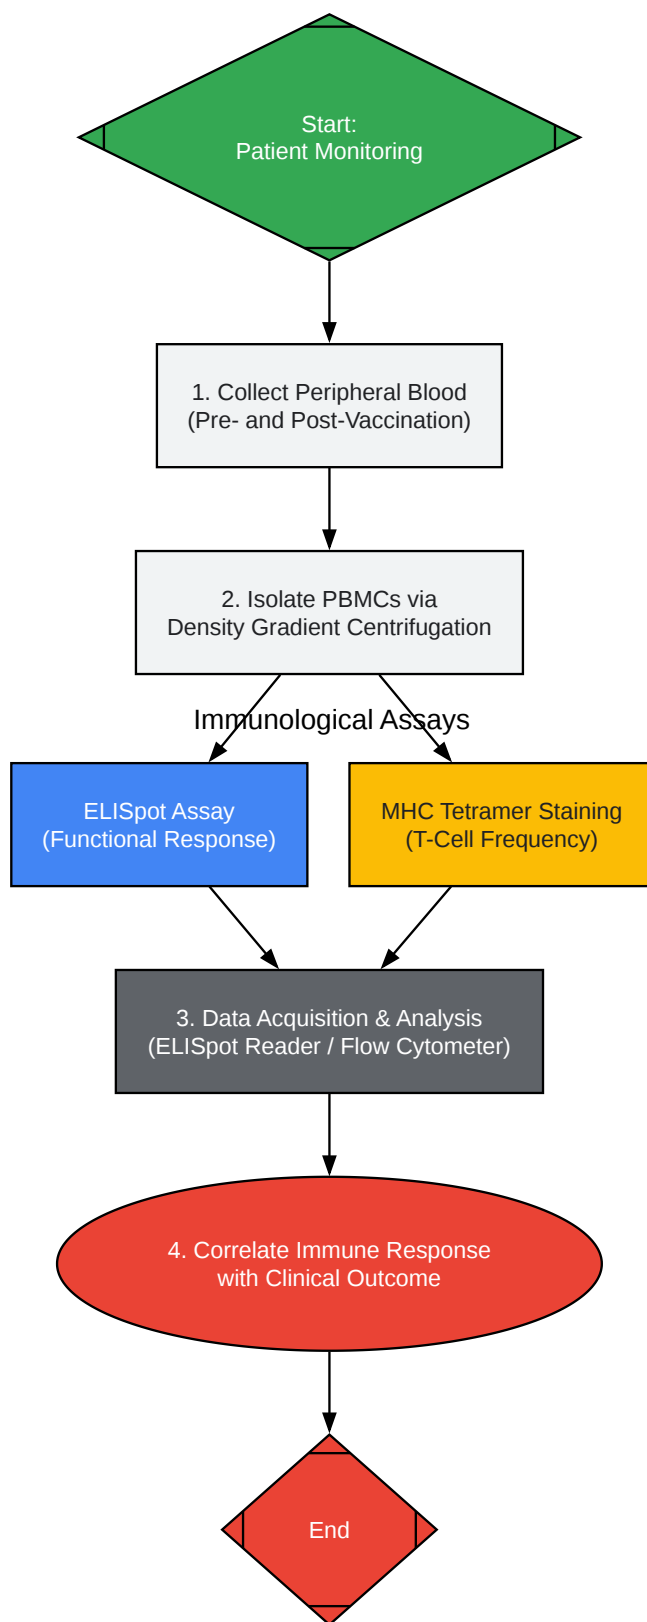 Start:
Patient Monitoring
1. Collect Peripheral Blood
(Pre- and Post-Vaccination)
2. Isolate PBMCs via
Density Gradient Centrifugation
Immunological Assays
ELISpot Assay
(Functional Response)
MHC Tetramer Staining
(T-Cell Frequency)
3. Data Acquisition & Analysis
(ELISpot Reader / Flow Cytometer)
4. Correlate Immune Response
with Clinical Outcome
End